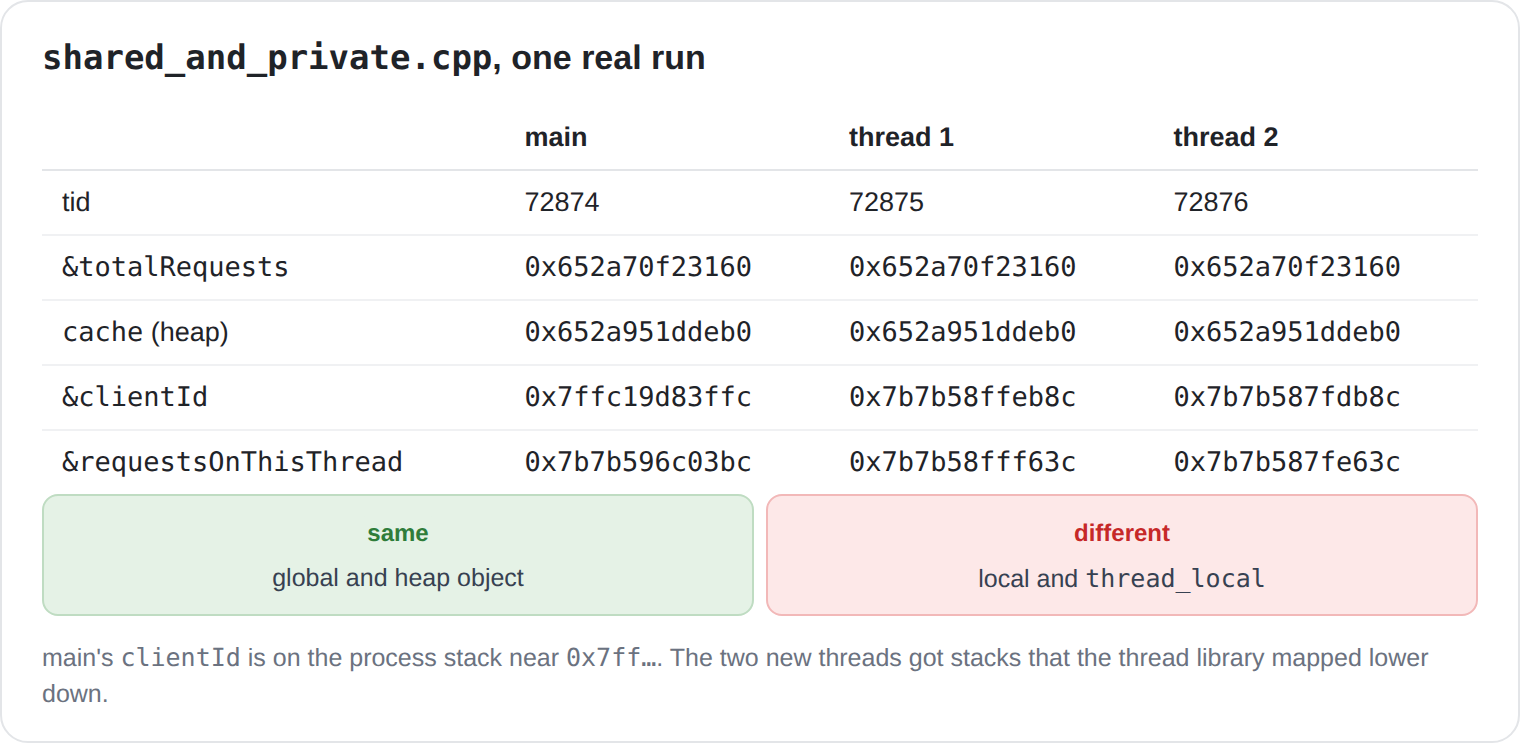 shared_and_private.cpp, one real run
main thread 1 thread 2
tid 72874 72875 72876
&totalRequests 0x652a70f23160 0x652a70f23160 0x652a70f23160
cache (heap) 0x652a951ddeb0 0x652a951ddeb0 0x652a951ddeb0
&clientId 0x7ffc19d83ffc 0x7b7b58ffeb8c 0x7b7b587fdb8c
&requestsOnThisThread 0x7b7b596c03bc 0x7b7b58fff63c 0x7b7b587fe63c
same
global and heap object
different
local and thread_local
main's clientId is on the process stack near 0x7ff…. The two new threads got stacks that the thread library mapped lower
down.